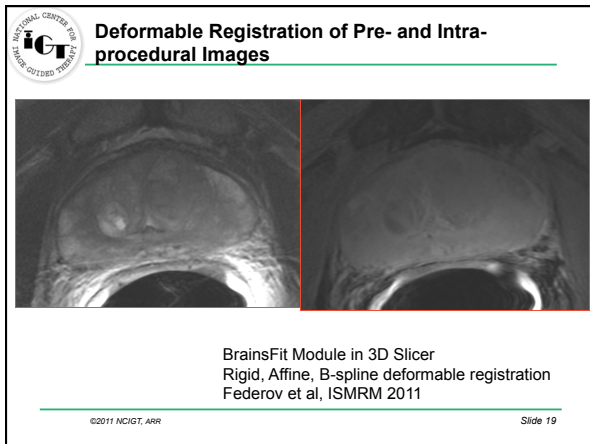 NATIONAL CENTER FOR
iGT
IMAGE GUIDED THERAPY
Deformable Registration of Pre- and Intra-
procedural Images
BrainsFit Module in 3D Slicer
Rigid, Affine, B-spline deformable registration
Federov et al, ISMRM 2011
©2011 NCIGT, ARR
Slide 19